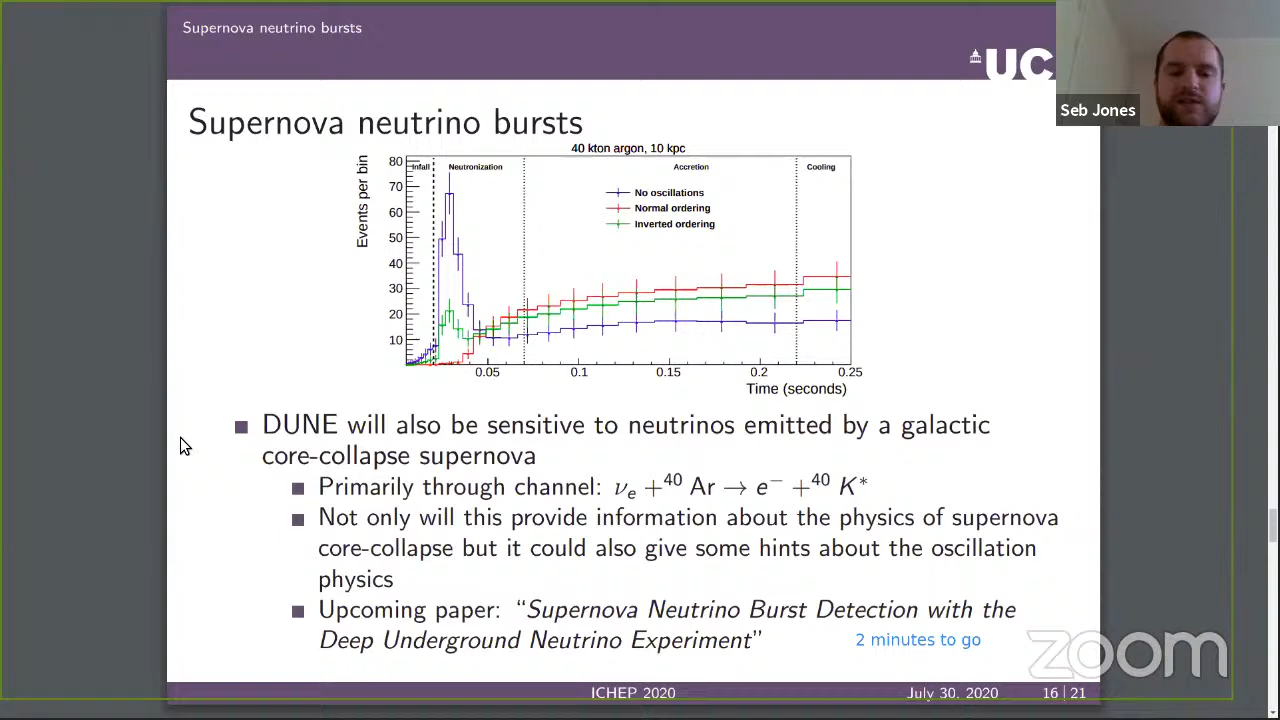 Supernova neutrino bursts
UC
Seb Jones
Supernova neutrino bursts
40 kton argon, 10 kpc
Events per bin
Infall
Neutronization
Accretion
Cooling
80
70
60
50
40
30
20
10
No oscillations
Normal ordering
Inverted ordering
0.05
0.1
0.15
0.2
0.25
Time (seconds)
DUNE will also be sensitive to neutrinos emitted by a galactic
core-collapse supernova
Primarily through channel: νₑ +⁴⁰ Ar → e⁻ +⁴⁰ K*
Not only will this provide information about the physics of supernova
core-collapse but it could also give some hints about the oscillation
physics
Upcoming paper: “Supernova Neutrino Burst Detection with the
Deep Underground Neutrino Experiment”
2 minutes to go
zoom
ICHEP 2020
July 30, 2020
16 | 21